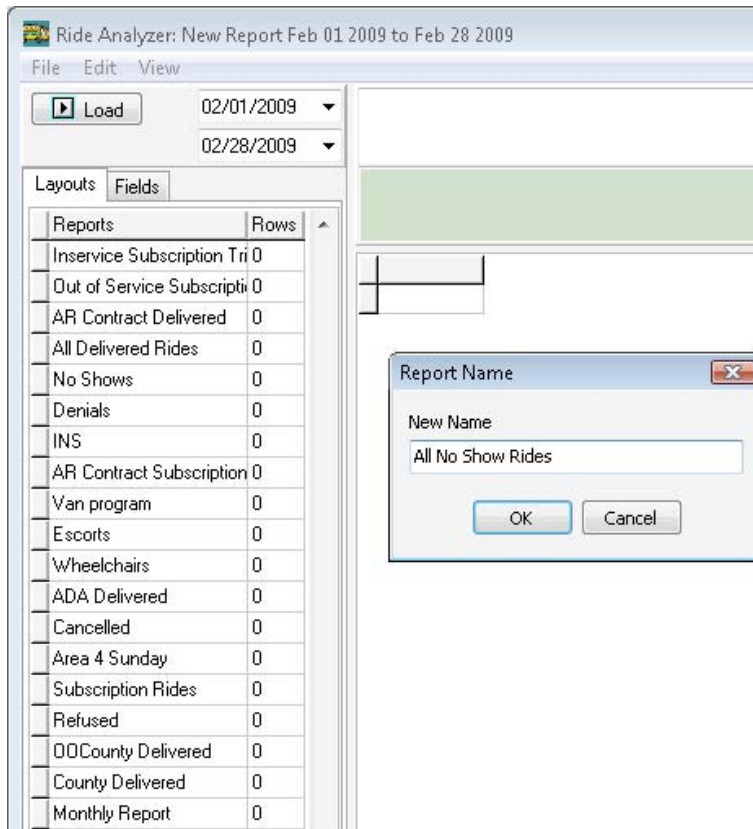 Ride Analyzer: New Report Feb 01 2009 to Feb 28 2009
File Edit View
Load 02/01/2009
02/28/2009
Layouts Fields
Reports Rows
Inservice Subscription Tri 0
Out of Service Subscripti 0
AR Contract Delivered 0
All Delivered Rides 0
No Shows 0
Denials 0
INS 0
AR Contract Subscription 0
Van program 0
Escorts 0
Wheelchairs 0
ADA Delivered 0
Cancelled 0
Area 4 Sunday 0
Subscription Rides 0
Refused 0
OOCounty Delivered 0
County Delivered 0
Monthly Report 0
Report Name
New Name
All No Show Rides
OK Cancel